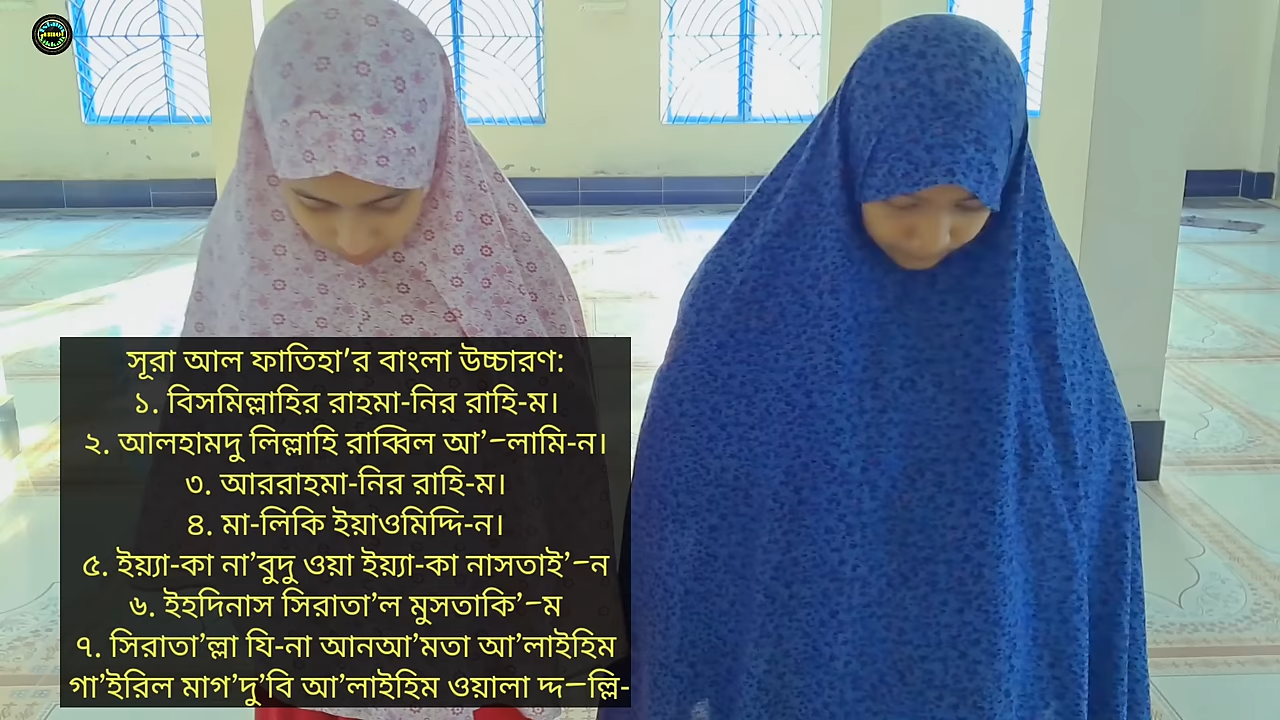 সূরা আল ফাতিহা'র বাংলা উচ্চারণ:
১. বিসমিল্লাহির রাহমা-নির রাহি-ম।
২. আলহামদু লিল্লাহি রাব্বিল আ’–লামি-ন।
৩. আররাহমা-নির রাহি-ম।
৪. মা-লিকি ইয়াওমিদ্দি-ন।
৫. ইয়্যা-কা না’বুদু ওয়া ইয়্যা-কা নাসতাই’–ন
৬. ইহদিনাস সিরাতা’ল মুসতাকি’–ম
৭. সিরাতা’ল্লা যি-না আনআ’মতা আ’লাইহিম
গা’ইরিল মাগ’দু’বি আ’লাইহিম ওয়ালা দ্দ–ল্লি-